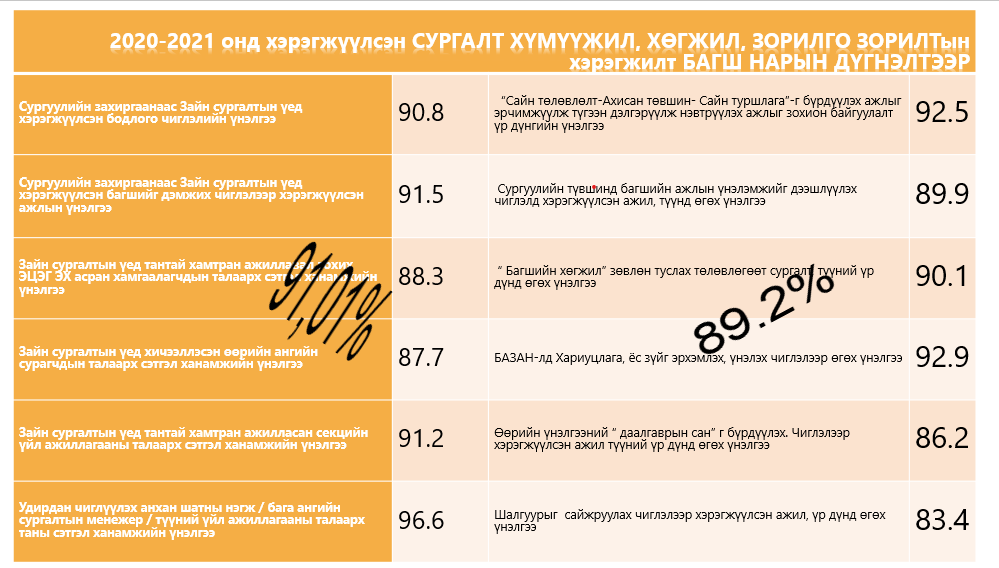 2020-2021 онд хэрэгжүүлсэн СУРГАЛТ ХҮМҮҮЖИЛ, ХӨГЖИЛ, ЗОРИЛГО ЗОРИЛТын
хэрэгжилт БАГШ НАРЫН ДҮГНЭЛТЭЭР
Сургуулийн захиргаанаас Зайн сургалтын үед
хэрэгжүүлсэн бодлого чиглэлийн үнэлгээ
90.8
"Сайн төлөвлөлт-Ахисан төвшин- Сайн туршлага"-г бүрдүүлэх ажлыг
эрчимжүүлж түгээн дэлгэрүүлж нэвтрүүлэх ажлыг зохион байгуулалт
үр дүнгийн үнэлгээ
92.5
Сургуулийн захиргаанаас Зайн сургалтын үед
хэрэгжүүлсэн багшийг дэмжих чиглэлээр хэрэгжүүлсэн
ажлын үнэлгээ
91.5
Сургуулийн түвшинд багшийн ажлын үнэлэмжийг дээшлүүлэх
чиглэлд хэрэгжүүлсэн ажил, түүнд өгөх үнэлгээ
89.9
Зайн сургалтын үед тантай хамтран ажилласан
ЭЦЭГ ЭХ асран хамгаалагчдын талаарх сэтгэл ханамжийн
үнэлгээ
88.3
" Багшийн хөгжил" зөвлөн туслах төлөвлөгөөт сургалт, түүний үр
дүнд өгөх үнэлгээ
90.1
91,01%
89.2%
Зайн сургалтын үед хичээллэсэн өөрийн ангийн
сурагчдын талаарх сэтгэл ханамжийн үнэлгээ
87.7
БАЗАН-лд Хариуцлага, ёс зүйг эрхэмлэх, үнэлэх чиглэлээр өгөх үнэлгээ
92.9
Зайн сургалтын үед тантай хамтран ажилласан секцийн
үйл ажиллагааны талаарх сэтгэл ханамжийн үнэлгээ
91.2
Өөрийн үнэлгээний " даалгаврын сан" г бүрдүүлэх. Чиглэлээр
хэрэгжүүлсэн ажил түүний үр дүнд өгөх үнэлгээ
86.2
Удирдан чиглүүлэх анхан шатны нэгж / бага ангийн
сургалтын менежер / түүний үйл ажиллагааны талаарх
таны сэтгэл ханамжийн үнэлгээ
96.6
Шалгуурыг сайжруулах чиглэлээр хэрэгжүүлсэн ажил, үр дүнд өгөх
үнэлгээ
83.4